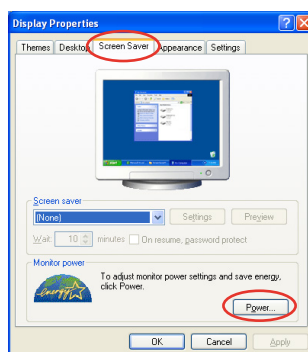 Display Properties
Themes Desktop Screen Saver Appearance Settings
Screen saver
(None) Settings Preview
Wait: 10 minutes On resume, password protect
Monitor power
To adjust monitor power settings and save energy,
click Power.
energy
Power...
OK Cancel Apply